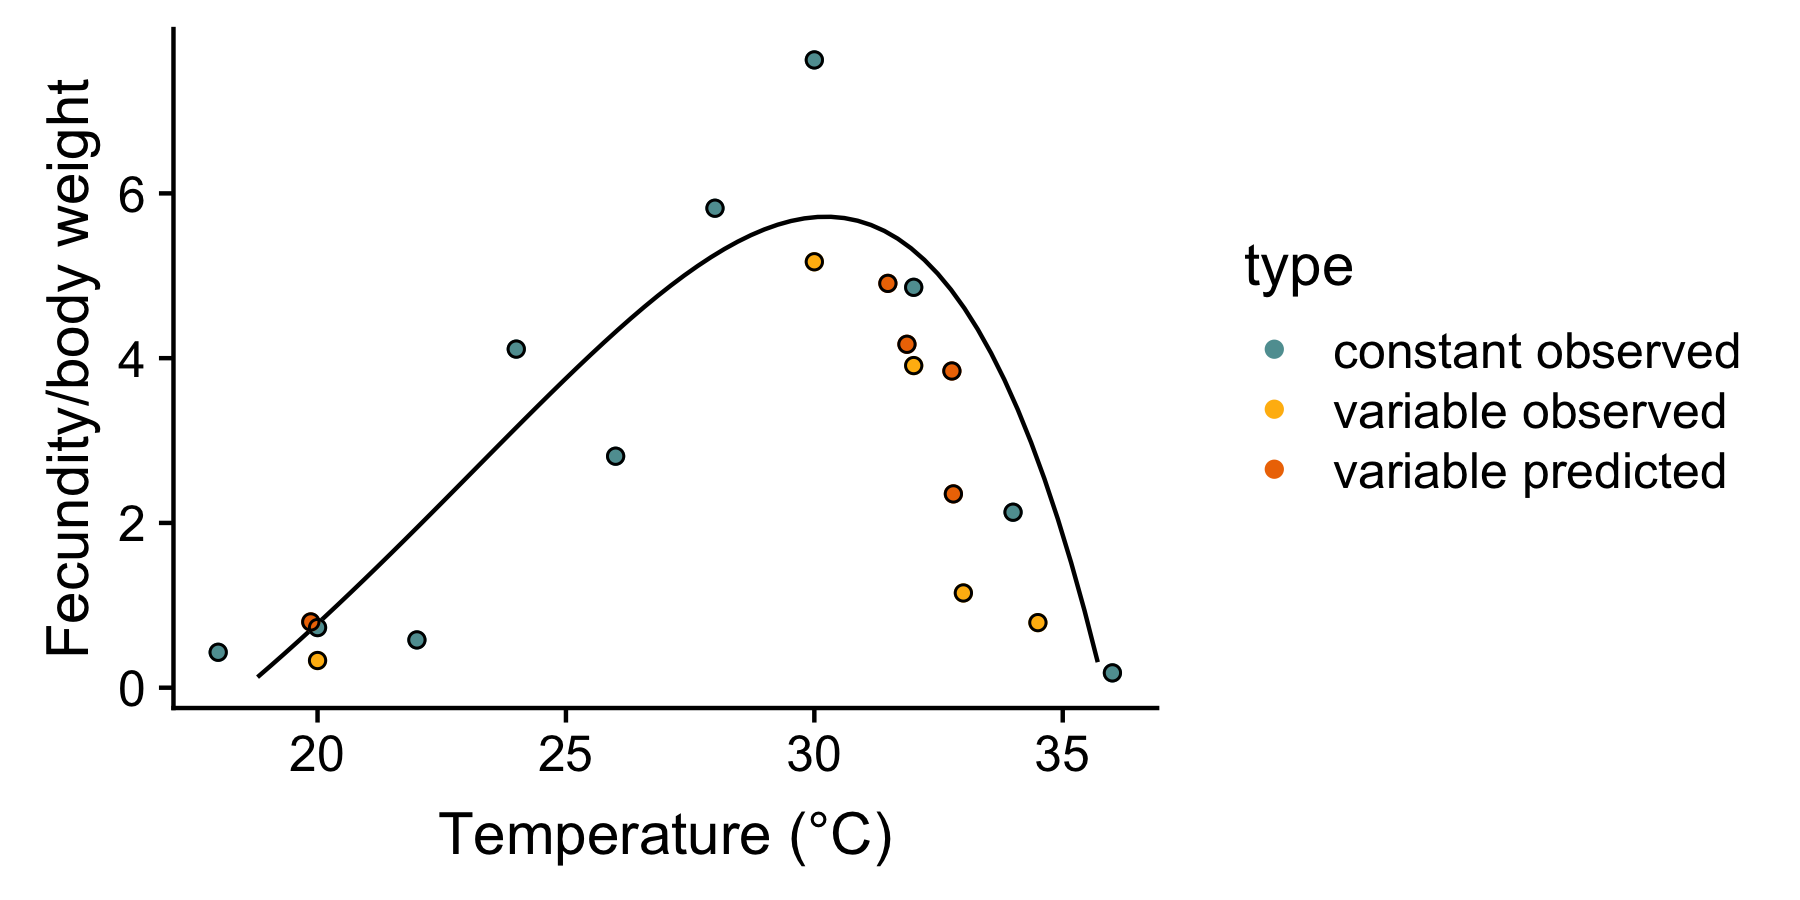 Fecundity/body weight
6
4
2
0
20 25 30 35
Temperature (°C)
type
constant observed
variable observed
variable predicted